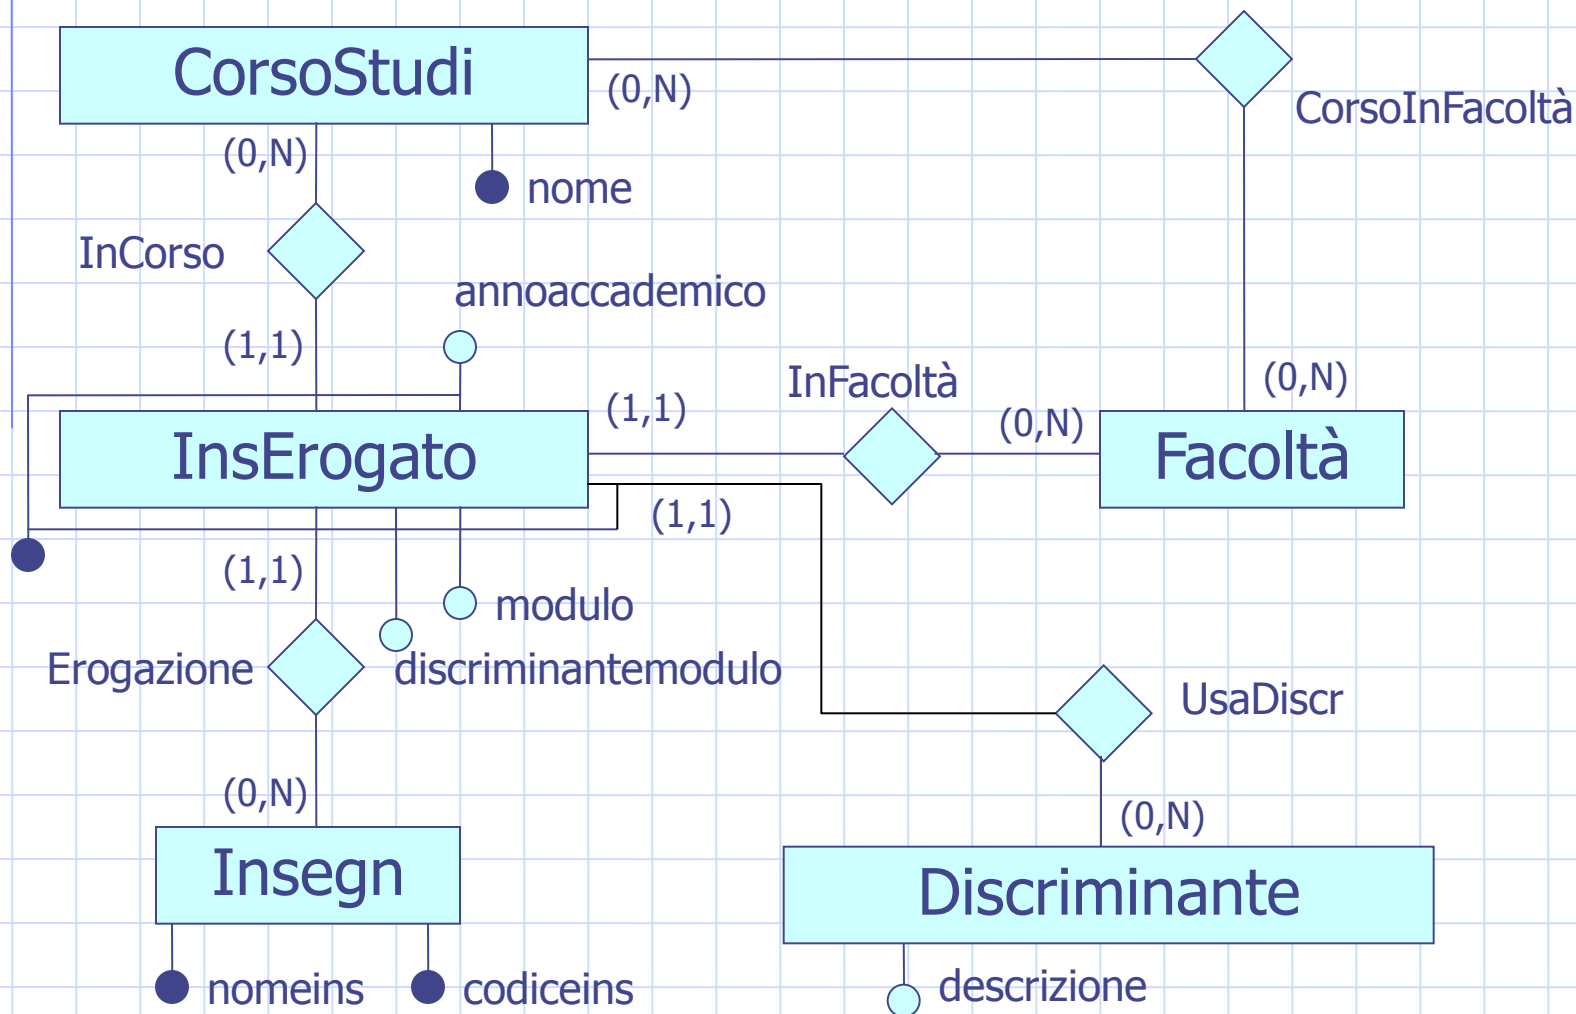 CorsoStudi
(0,N)
CorsoInFacoltà
(0,N)
nome
InCorso
annoaccademico
(1,1)
InFacoltà
(0,N)
(1,1)
(0,N)
InsErogato
Facoltà
(1,1)
(1,1)
modulo
Erogazione
discriminantemodulo
UsaDiscr
(0,N)
(0,N)
Insegn
Discriminante
nomeins
codiceins
descrizione